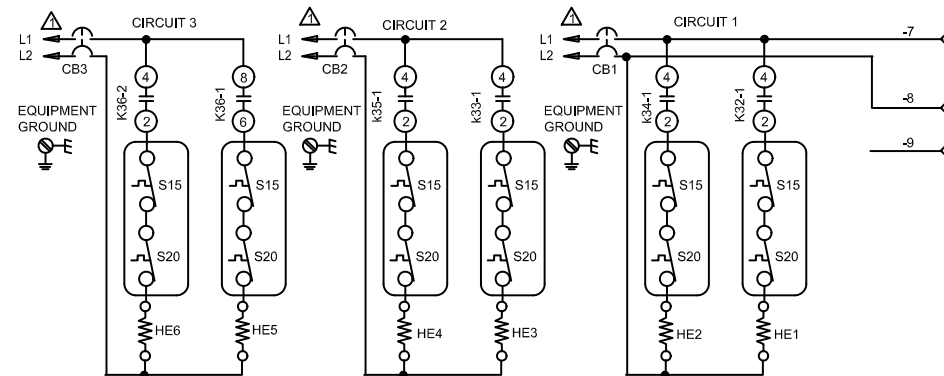 1 CIRCUIT 3
L1
L2
CB3
4 8
K36-2 K36-1
2 6
EQUIPMENT
GROUND
S15 S15
S20 S20
HE6 HE5
1 CIRCUIT 2
L1
L2
CB2
4 4
k35-1 k33-1
2 2
EQUIPMENT
GROUND
S15 S15
S20 S20
HE4 HE3
1 CIRCUIT 1
L1 -7
L2
CB1
4 4
k34-1 K32-1
2 2
-8
-9
EQUIPMENT
GROUND
S15 S15
S20 S20
HE2 HE1